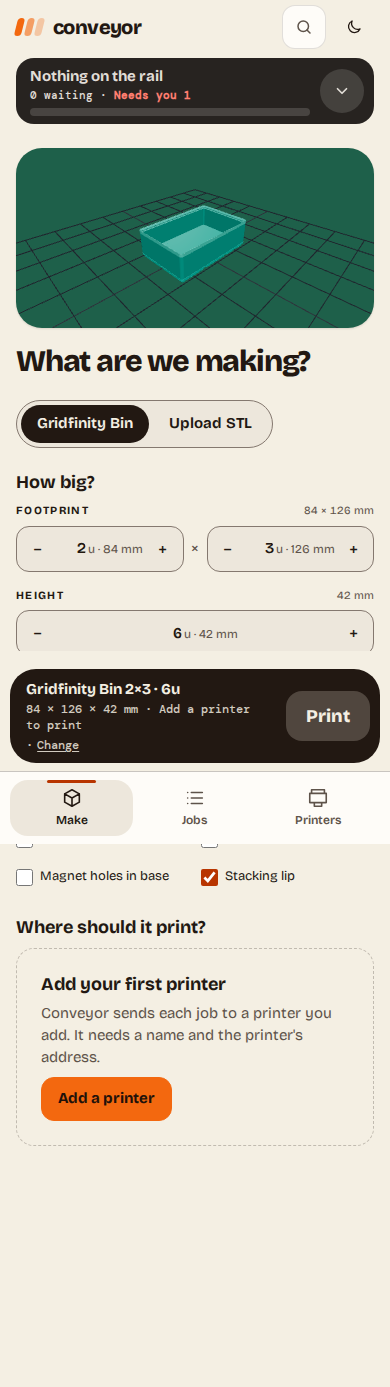 conveyor
Nothing on the rail
0 waiting · Needs you 1
What are we making?
Gridfinity Bin
Upload STL
How big?
FOOTPRINT
84 × 126 mm
− 2 u · 84 mm +
×
− 3 u · 126 mm +
HEIGHT
42 mm
− 6 u · 42 mm +
Gridfinity Bin 2×3 · 6u
84 × 126 × 42 mm · Add a printer
to print
· Change
Print
Make
Jobs
Printers
Magnet holes in base
Stacking lip
Where should it print?
Add your first printer
Conveyor sends each job to a printer you
add. It needs a name and the printer's
address.
Add a printer